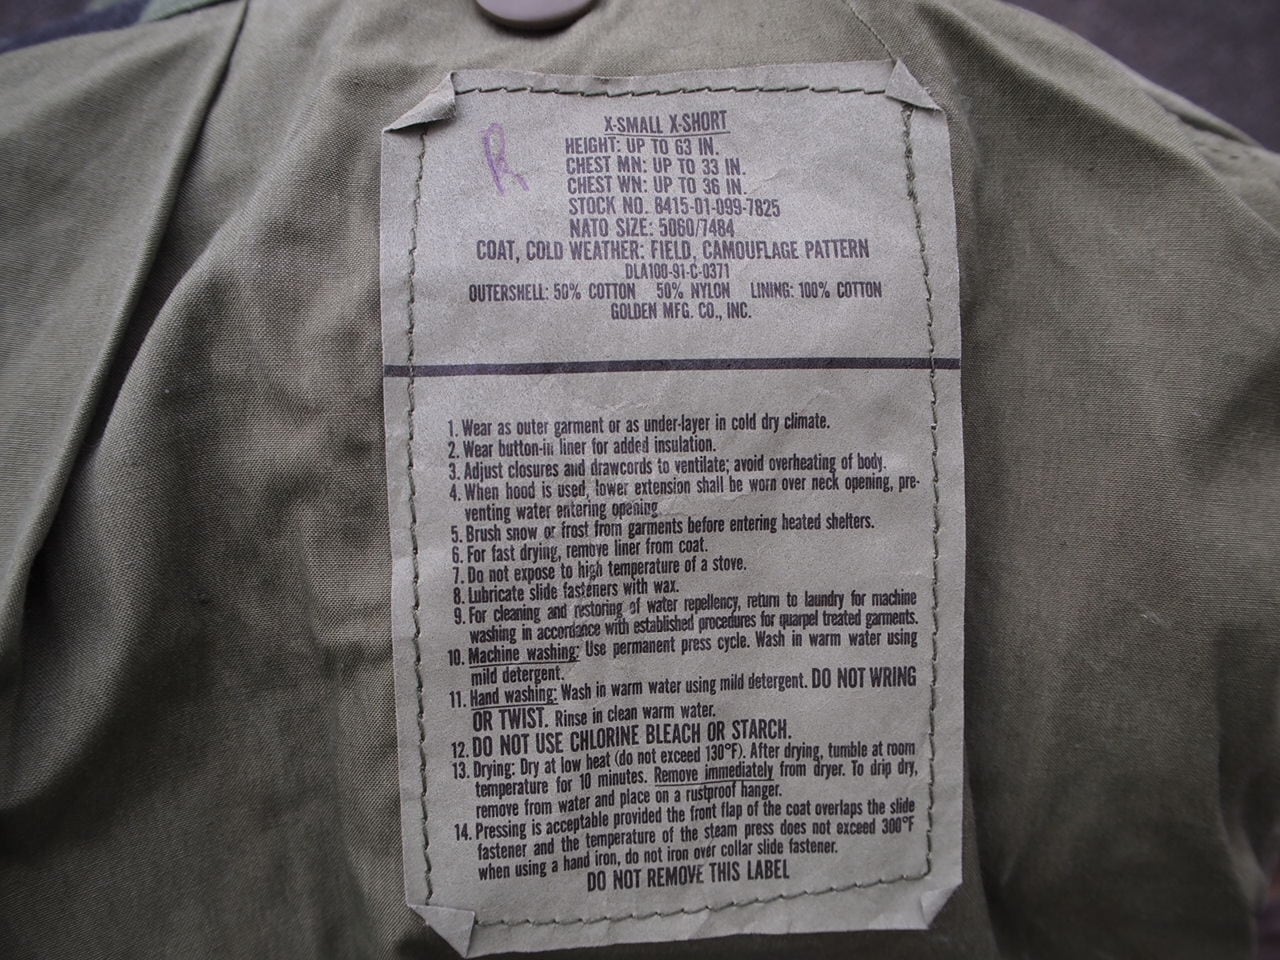 R
X-SMALL X-SHORT
HEIGHT: UP TO 63 IN.
CHEST MN: UP TO 33 IN.
CHEST WN: UP TO 36 IN.
STOCK NO. 8415-01-099-7825
NATO SIZE: 5060/7484
COAT, COLD WEATHER: FIELD, CAMOUFLAGE PATTERN
DLA100-91-C-0371
OUTERSHELL: 50% COTTON 50% NYLON LINING: 100% COTTON
GOLDEN MFG. CO., INC.
1. Wear as outer garment or as under-layer in cold dry climate.
2. Wear button-in liner for added insulation.
3. Adjust closures and drawcords to ventilate; avoid overheating of body.
4. When hood is used, lower extension shall be worn over neck opening, pre-
venting water entering opening.
5. Brush snow or frost from garments before entering heated shelters.
6. For fast drying, remove liner from coat.
7. Do not expose to high temperature of a stove.
8. Lubricate slide fasteners with wax.
9. For cleaning and restoring of water repellency, return to laundry for machine
washing in accordance with established procedures for quarpel treated garments.
10. Machine washing: Use permanent press cycle. Wash in warm water using
mild detergent.
11. Hand washing: Wash in warm water using mild detergent. DO NOT WRING
OR TWIST. Rinse in clean warm water.
12. DO NOT USE CHLORINE BLEACH OR STARCH.
13. Drying: Dry at low heat (do not exceed 130°F). After drying, tumble at room
temperature for 10 minutes. Remove immediately from dryer. To drip dry,
remove from water and place on a rustproof hanger.
14. Pressing is acceptable provided the front flap of the coat overlaps the slide
fastener and the temperature of the steam press does not exceed 300°F
when using a hand iron, do not iron over collar slide fastener.
DO NOT REMOVE THIS LABEL